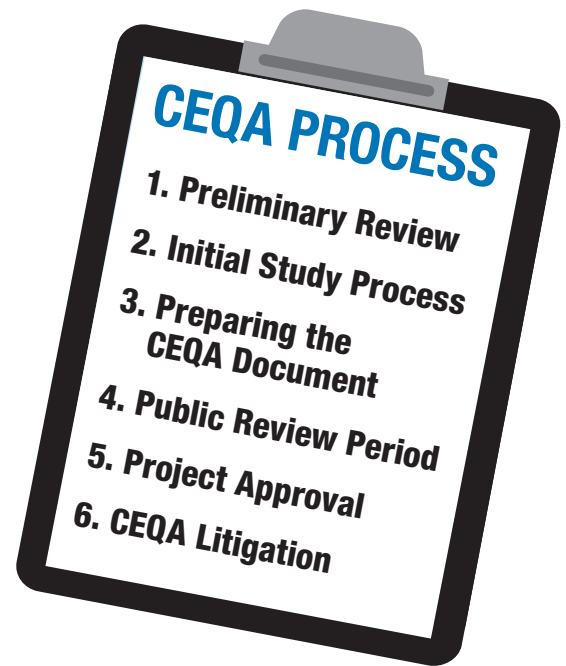 CEQA PROCESS
1. Preliminary Review
2. Initial Study Process
3. Preparing the
CEQA Document
4. Public Review Period
5. Project Approval
6. CEQA Litigation